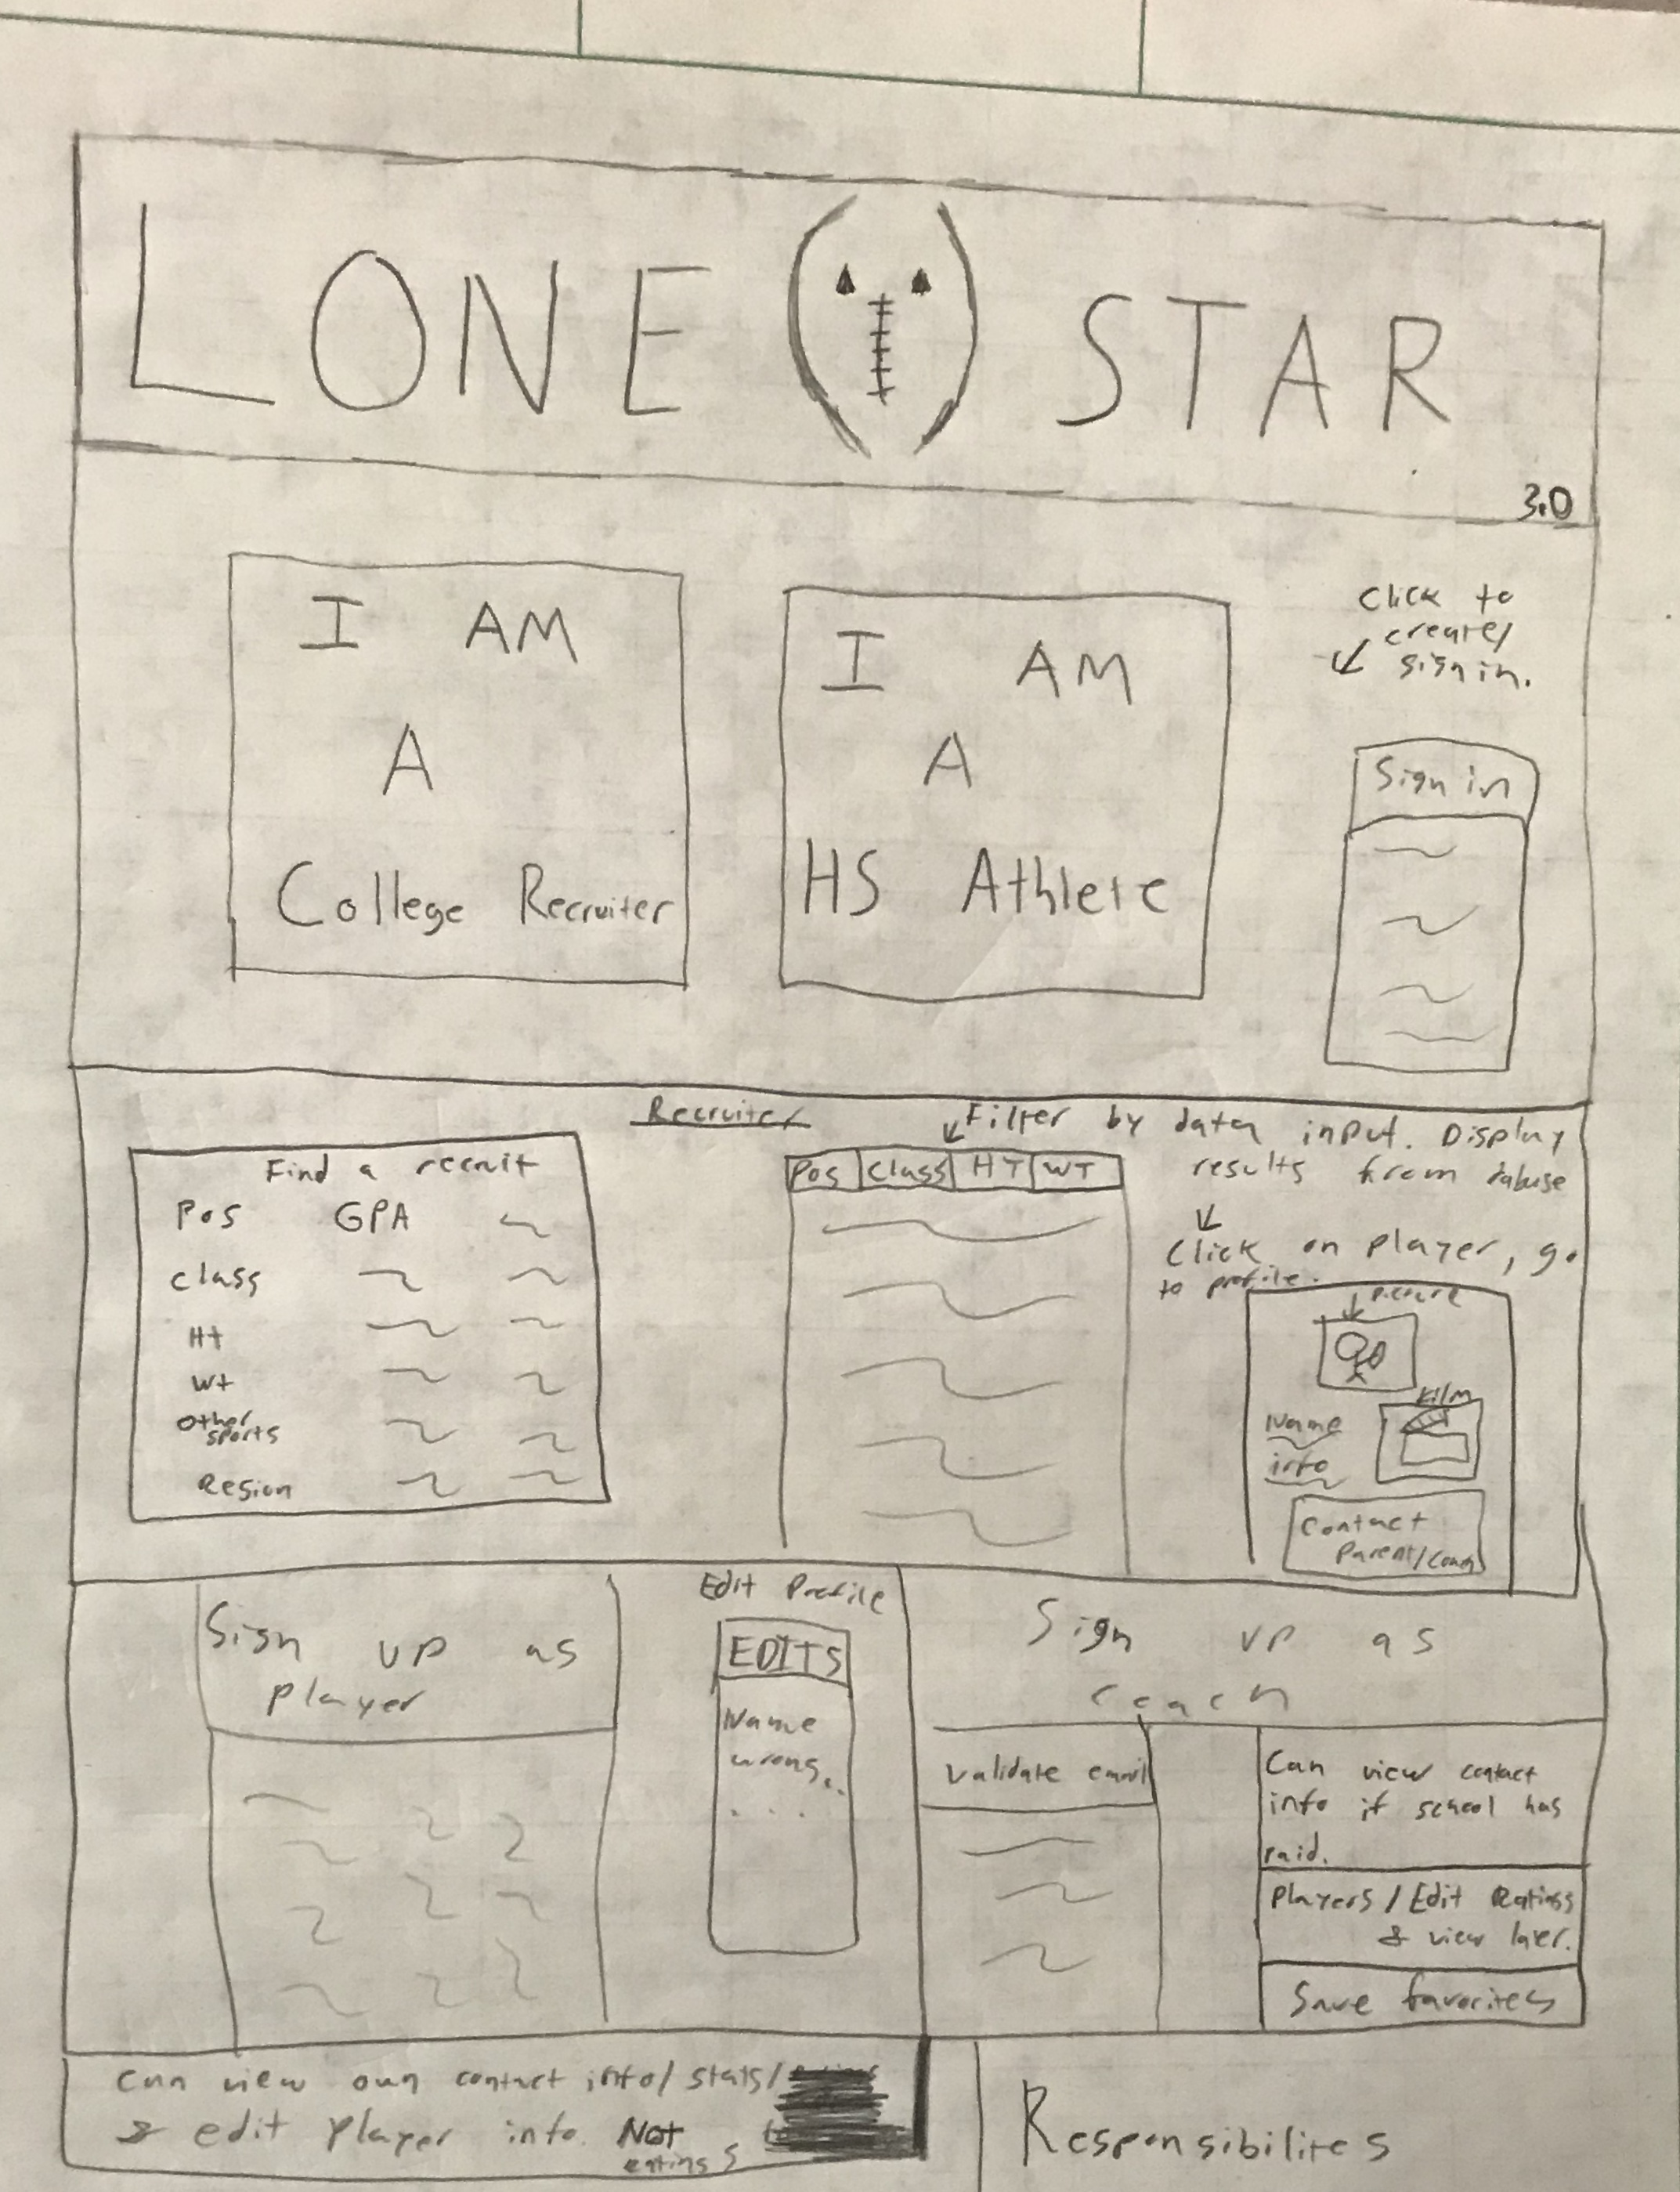 LONE STAR
3.0
I AM
A
College Recruiter
I AM
A
HS Athlete
Click to
create/
sign in.
Sign in
Recruiter
Find a recruit
Pos GPA
class
Ht
wt
Other
sports
Region
Filter by data input. Display
results from
Pos Class HT WT
Click on player, go
to profile.
picture
Film
Name
info
Contact
Parent/Coach
Sign up as
player
Edit Profile
EDITS
Name
wrong...
. . .
Sign up as
coach
Validate email
Can view contact
info if school has
paid.
Players / Edit Ratings
& view later.
Save favorites
can view own contact info/ stats/
& edit player info. Not
Responsibilites